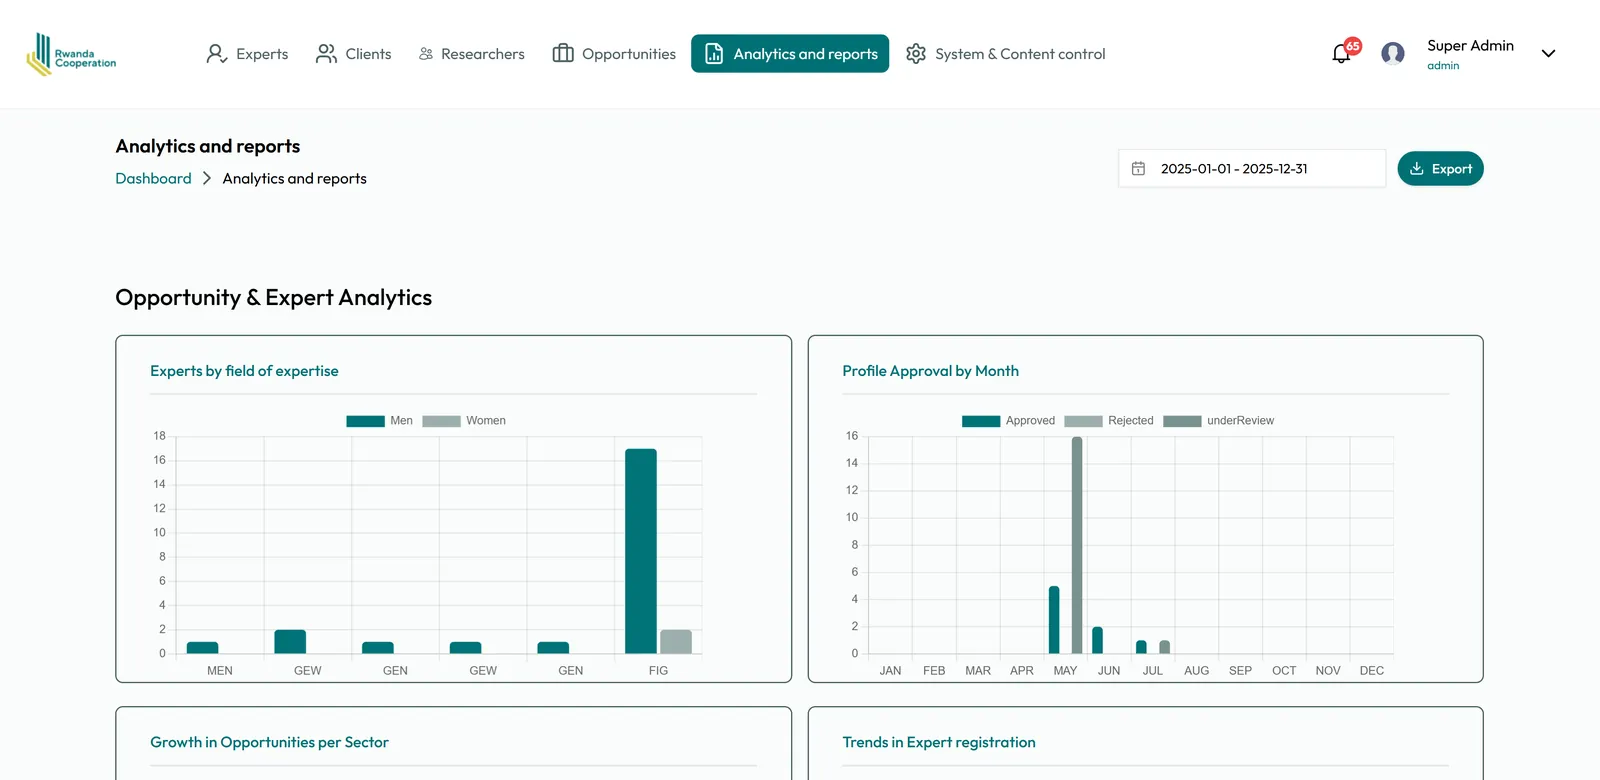 Rwanda
Cooperation
Experts
Clients
Researchers
Opportunities
Analytics and reports
System & Content control
65
Super Admin
admin
Analytics and reports
Dashboard > Analytics and reports
2025-01-01 - 2025-12-31
Export
Opportunity & Expert Analytics
Experts by field of expertise
Men Women
18
16
14
12
10
8
6
4
2
0
MEN GEW GEN GEW GEN FIG
Profile Approval by Month
Approved Rejected underReview
16
14
12
10
8
6
4
2
0
JAN FEB MAR APR MAY JUN JUL AUG SEP OCT NOV DEC
Growth in Opportunities per Sector
Trends in Expert registration